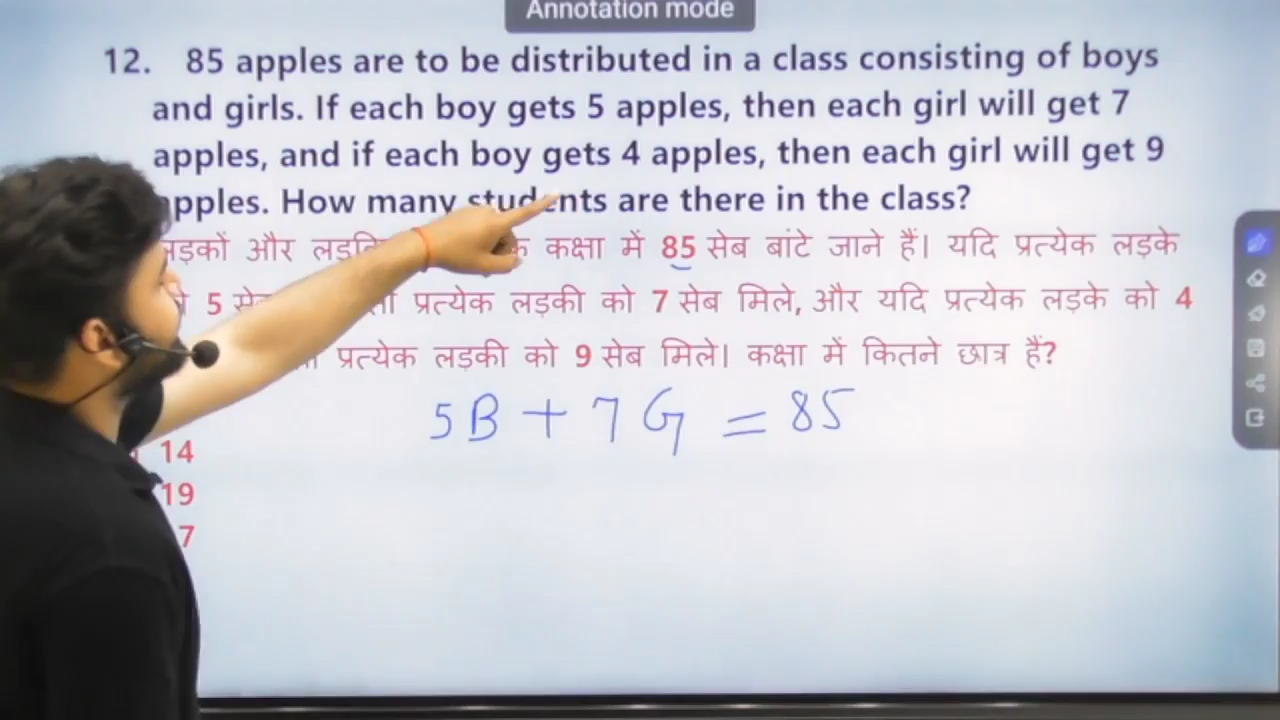 Annotation mode
12. 85 apples are to be distributed in a class consisting of boys
and girls. If each boy gets 5 apples, then each girl will get 7
apples, and if each boy gets 4 apples, then each girl will get 9
apples. How many students are there in the class?
कक्षा में 85 सेब बांटे जाने हैं। यदि प्रत्येक लड़के
5 प्रत्येक लड़की को 7 सेब मिले, और यदि प्रत्येक लड़के को 4
प्रत्येक लड़की को 9 सेब मिले। कक्षा में कितने छात्र हैं?
5B + 7G = 85
14
19
7